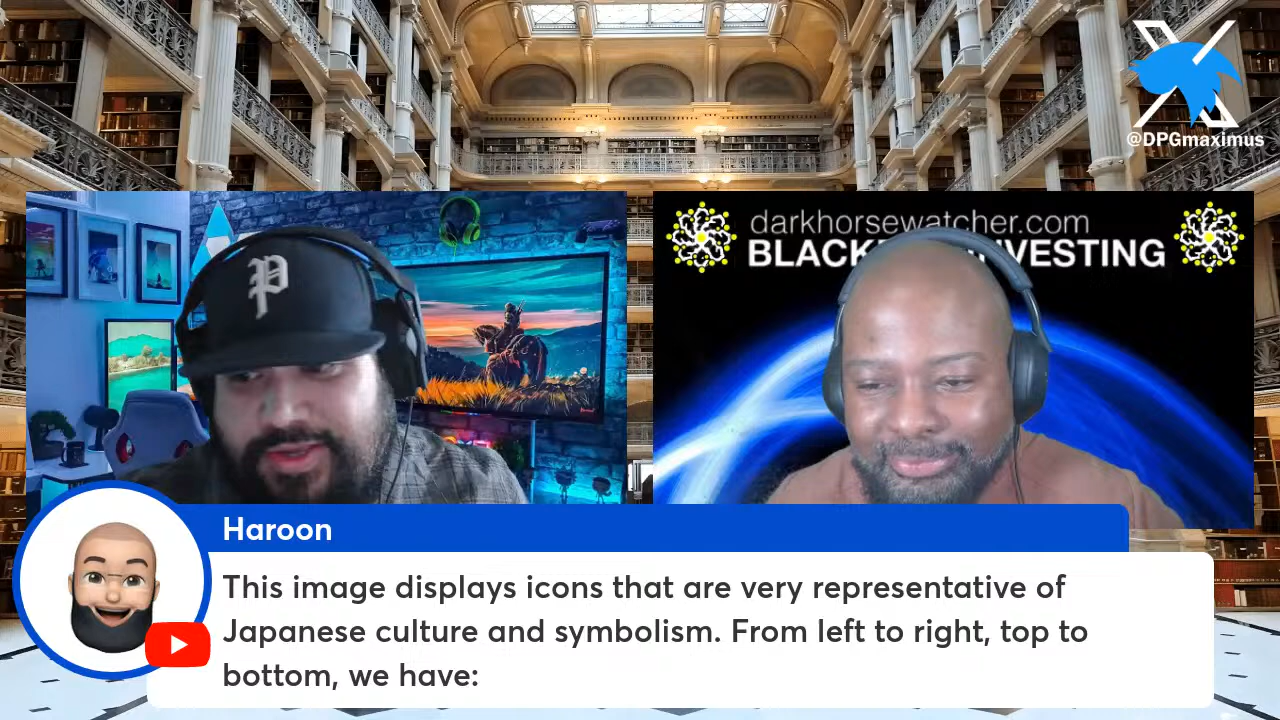 @DPGmaximus
darkhorsewatcher.com
P
Haroon
This image displays icons that are very representative of
Japanese culture and symbolism. From left to right, top to
bottom, we have: